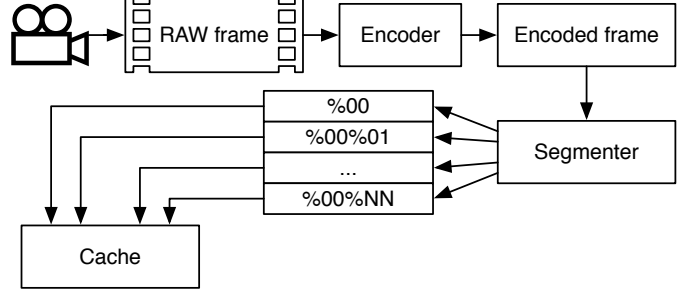 RAW frame
Encoder
Encoded frame
%00
%00%01
...
%00%NN
Segmenter
Cache